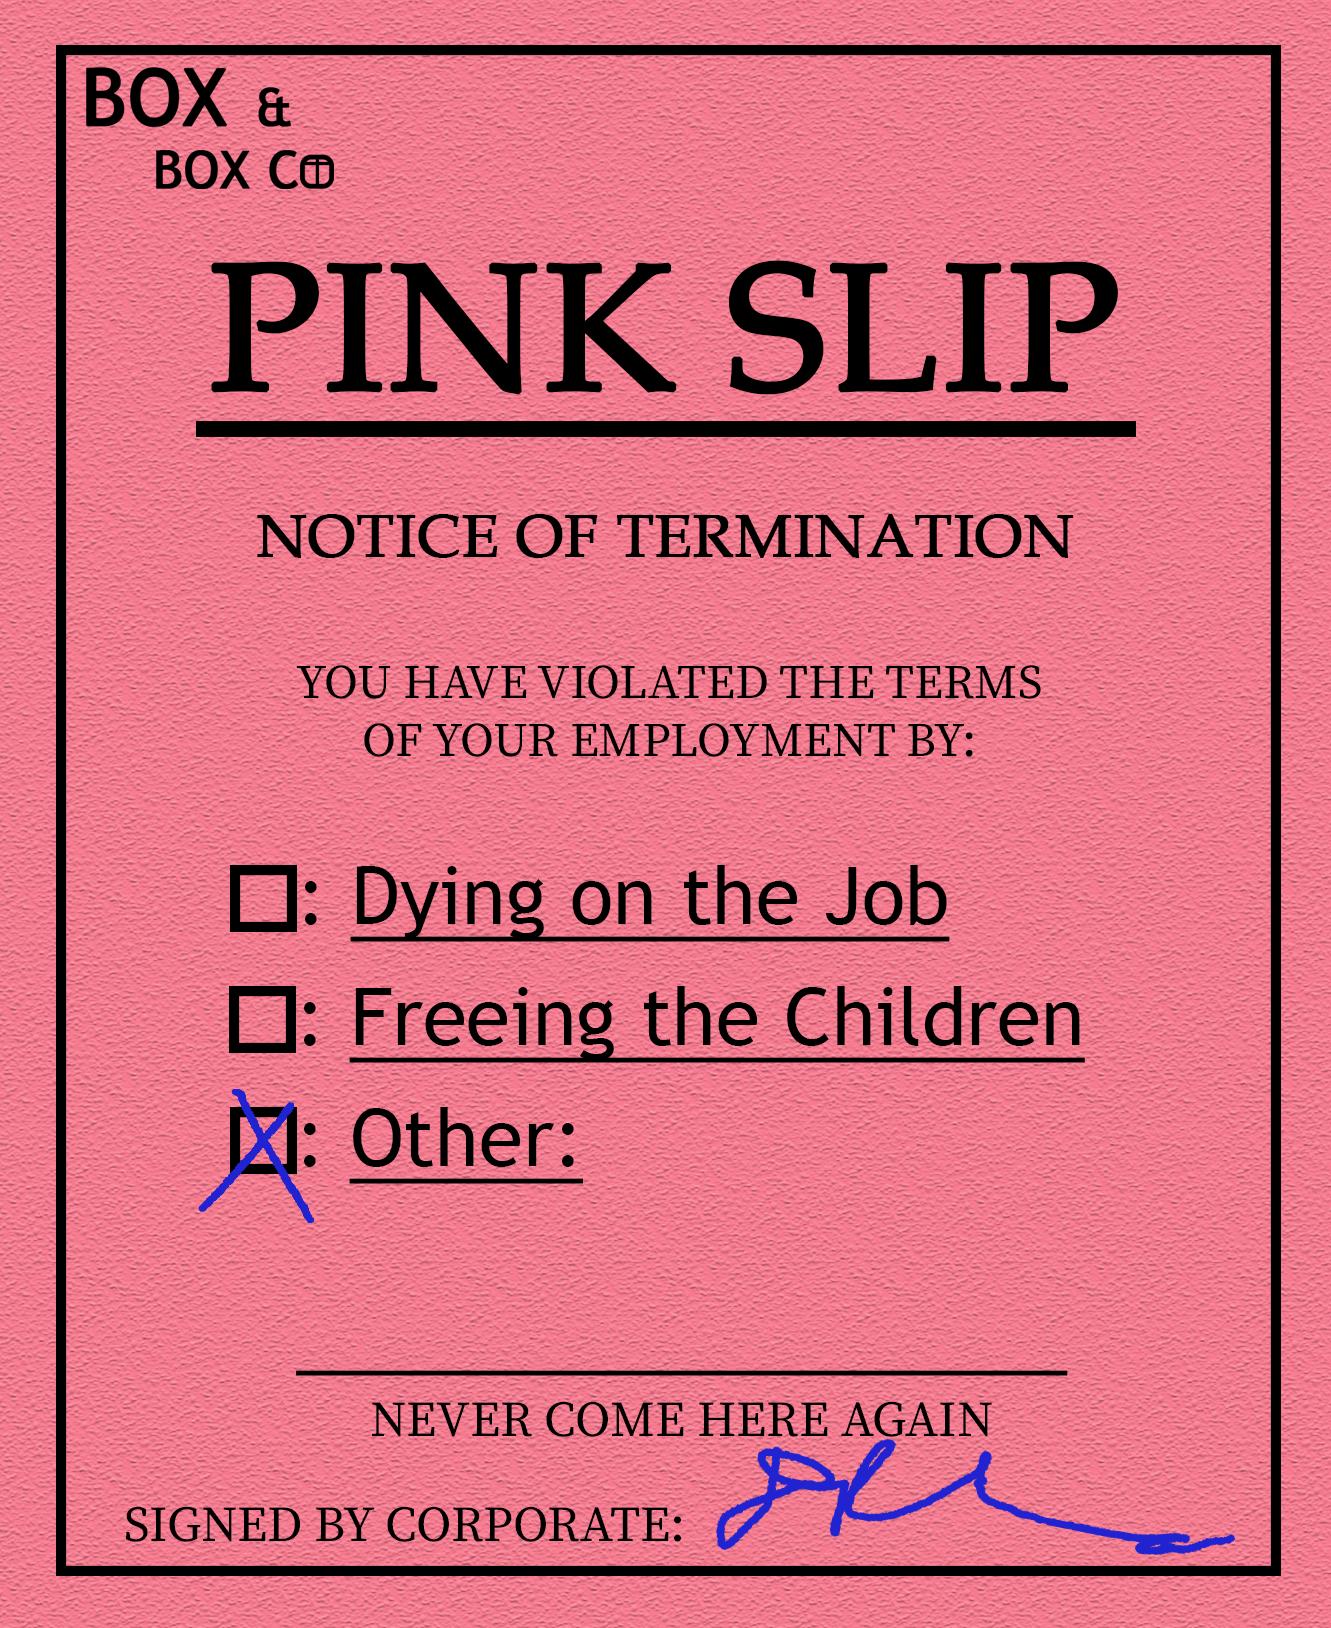 BOX &
BOX CO
PINK SLIP
NOTICE OF TERMINATION
YOU HAVE VIOLATED THE TERMS
OF YOUR EMPLOYMENT BY:
: Dying on the Job
: Freeing the Children
X: Other:
NEVER COME HERE AGAIN
SIGNED BY CORPORATE: